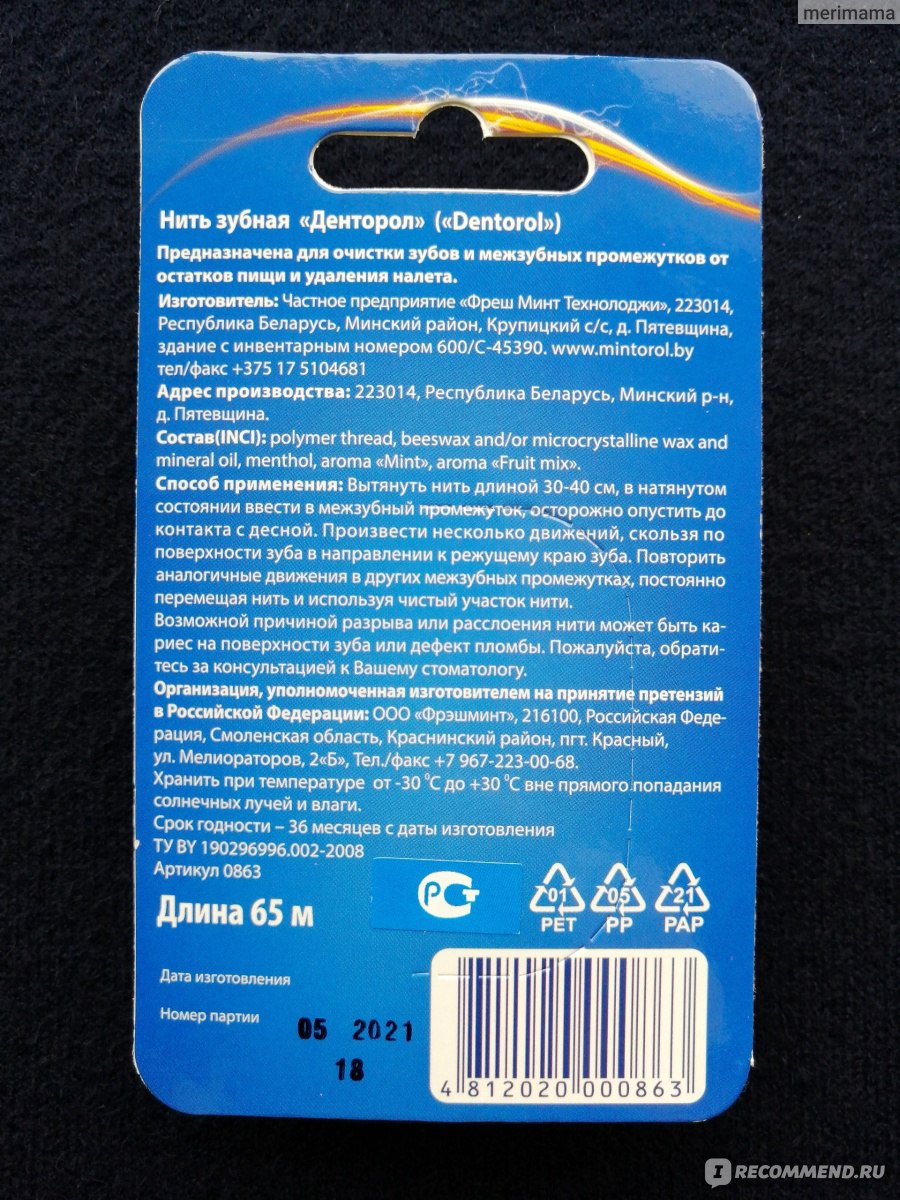 merimama
Нить зубная «Денторол» («Dentorol»)
Предназначена для очистки зубов и межзубных промежутков от
остатков пищи и удаления налета.
Изготовитель: Частное предприятие «Фреш Минт Технолоджи», 223014,
Республика Беларусь, Минский район, Крупицкий с/с, д. Пятевщина,
здание с инвентарным номером 600/С-45390. www.mintorol.by
тел/факс +375 17 5104681
Адрес производства: 223014, Республика Беларусь, Минский р-н,
д. Пятевщина.
Состав(INCI): polymer thread, beeswax and/or microcrystalline wax and
mineral oil, menthol, aroma «Mint», aroma «Fruit mix».
Способ применения: Вытянуть нить длиной 30-40 см, в натянутом
состоянии ввести в межзубный промежуток, осторожно опустить до
контакта с десной. Произвести несколько движений, скользя по
поверхности зуба в направлении к режущему краю зуба. Повторить
аналогичные движения в других межзубных промежутках, постоянно
перемещая нить и используя чистый участок нити.
Возможной причиной разрыва или расслоения нити может быть ка-
риес на поверхности зуба или дефект пломбы. Пожалуйста, обрати-
тесь за консультацией к Вашему стоматологу.
Организация, уполномоченная изготовителем на принятие претензий
в Российской Федерации: ООО «Фрэшминт», 216100, Российская Феде-
рация, Смоленская область, Краснинский район, пгт. Красный,
ул. Мелиораторов, 2«Б», Тел./факс +7 967-223-00-68.
Хранить при температуре от -30 °С до +30 °С вне прямого попадания
солнечных лучей и влаги.
Срок годности – 36 месяцев с даты изготовления
ТУ BY 190296996.002-2008
Артикул 0863
Длина 65 м
РСТ
01 05 21
PET PP PAP
Дата изготовления
Номер партии
05 2021
18
4 812020 000863
IRECOMMEND.RU